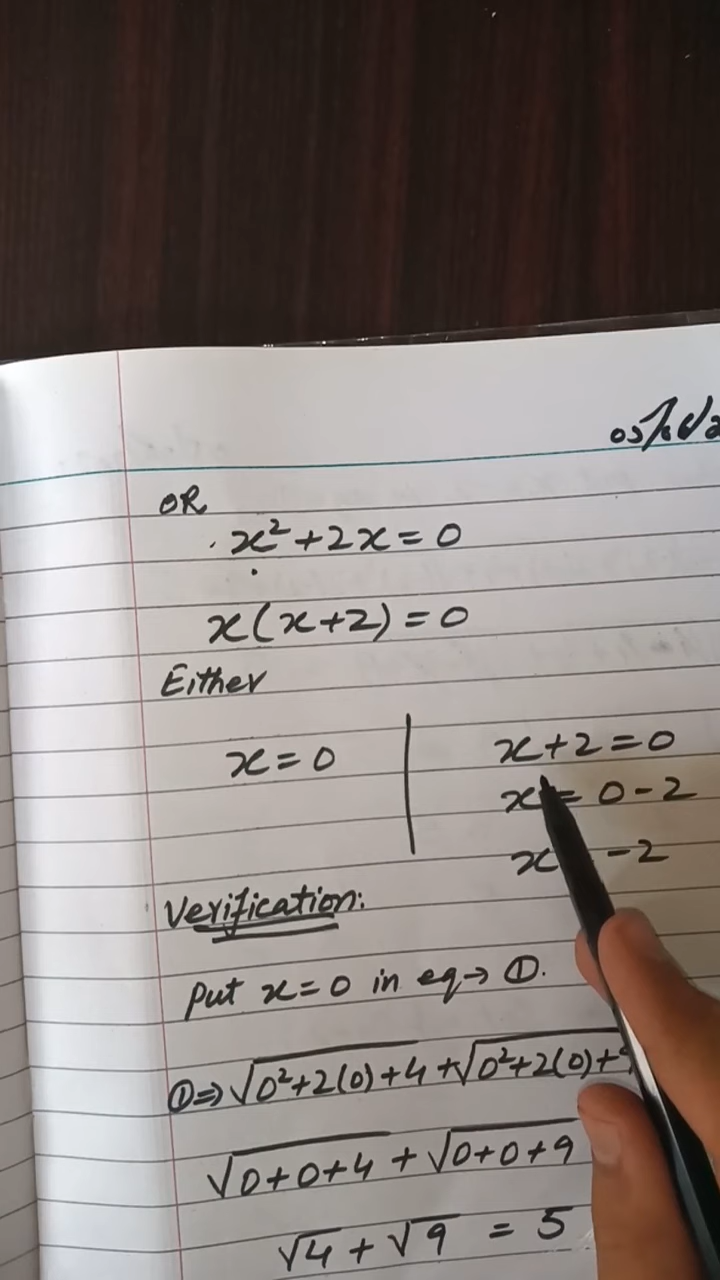 OR
x² + 2x = 0
x(x+2) = 0
Either
x = 0
x+2 = 0
x = 0 - 2
x -2
Verification:
Put x = 0 in eq → ①.
①⇒ √0²+2(0)+4 + √0²+2(0)+
√0+0+4 + √0+0+9
√4 + √9 = 5